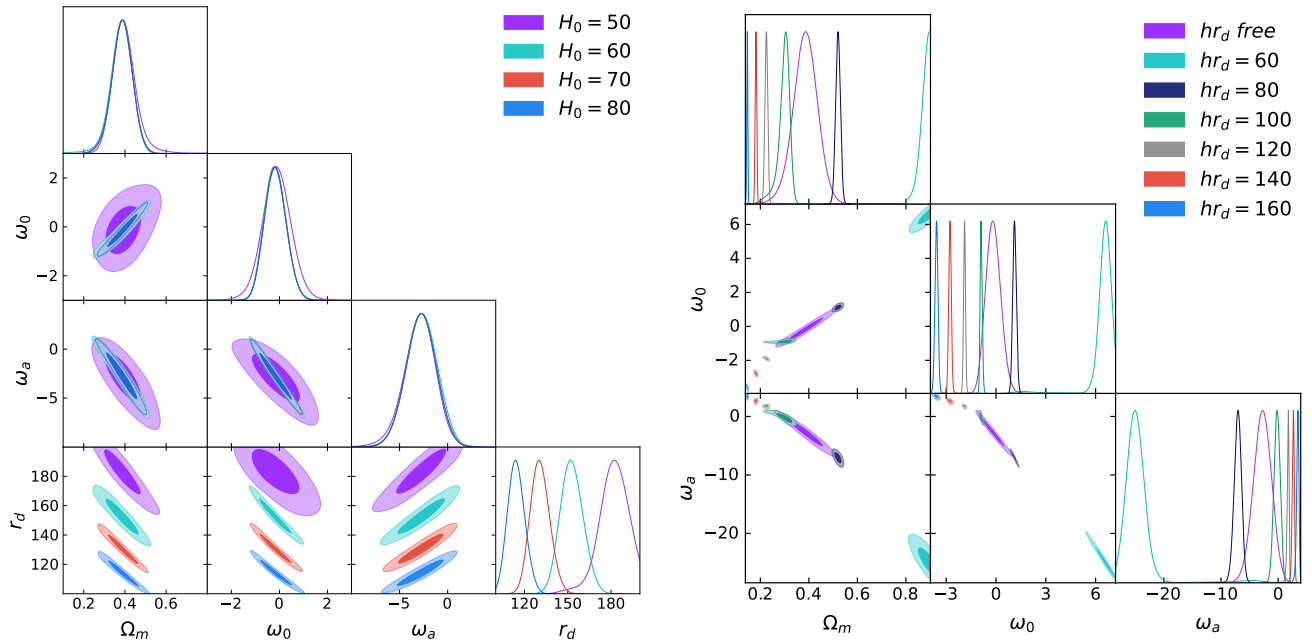 H₀ = 50
H₀ = 60
H₀ = 70
H₀ = 80
2
0
−2
ω₀
0
−5
ωₐ
180
160
140
120
r_d
0.2 0.4 0.6
Ωₘ
−2 0 2
ω₀
−5 0
ωₐ
120 150 180
r_d
hr_d free
hr_d = 60
hr_d = 80
hr_d = 100
hr_d = 120
hr_d = 140
hr_d = 160
6
4
2
0
−2
ω₀
0
−10
−20
ωₐ
0.2 0.4 0.6 0.8
Ωₘ
−3 0 3 6
ω₀
−20 −10 0
ωₐ